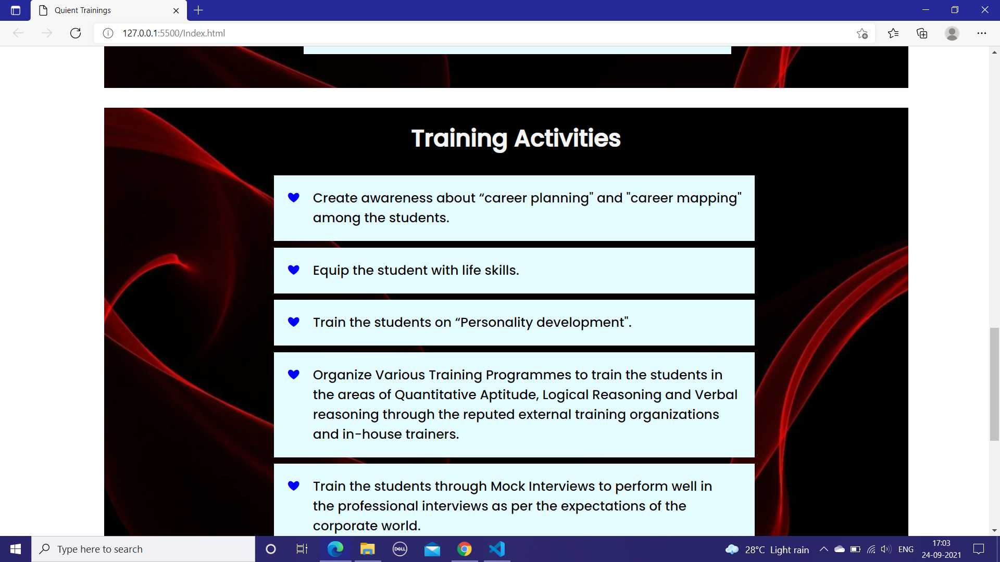 Quient Trainings
127.0.0.1:5500/Index.html
Training Activities
Create awareness about “career planning" and "career mapping"
among the students.
Equip the student with life skills.
Train the students on “Personality development".
Organize Various Training Programmes to train the students in
the areas of Quantitative Aptitude, Logical Reasoning and Verbal
reasoning through the reputed external training organizations
and in-house trainers.
Train the students through Mock Interviews to perform well in
the professional interviews as per the expectations of the
corporate world.
Type here to search
DELL
28°C Light rain
ENG
17:03
24-09-2021